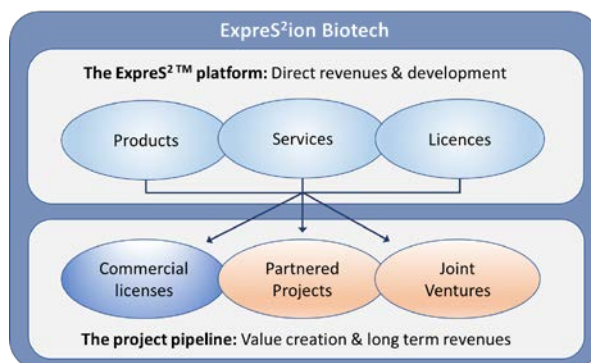 ExpreS²ion Biotech
The ExpreS² ™ platform: Direct revenues & development
Products
Services
Licences
Commercial
licenses
Partnered
Projects
Joint
Ventures
The project pipeline: Value creation & long term revenues